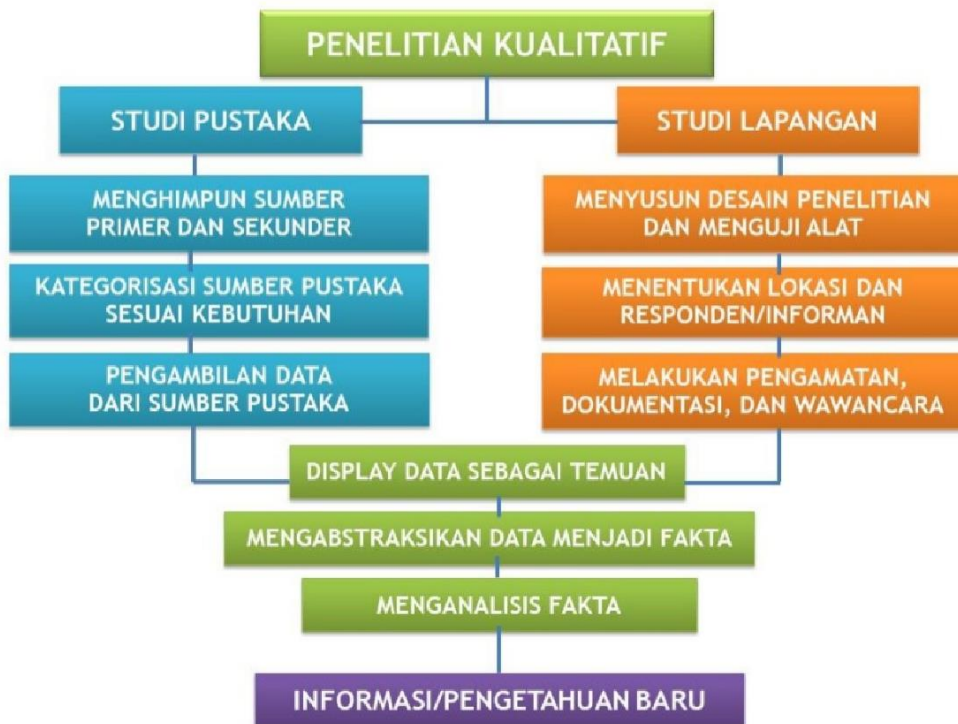 PENELITIAN KUALITATIF
STUDI PUSTAKA
MENGHIMPUN SUMBER
PRIMER DAN SEKUNDER
KATEGORISASI SUMBER PUSTAKA
SESUAI KEBUTUHAN
PENGAMBILAN DATA
DARI SUMBER PUSTAKA
STUDI LAPANGAN
MENYUSUN DESAIN PENELITIAN
DAN MENGUJI ALAT
MENENTUKAN LOKASI DAN
RESPONDEN/INFORMAN
MELAKUKAN PENGAMATAN,
DOKUMENTASI, DAN WAWANCARA
DISPLAY DATA SEBAGAI TEMUAN
MENGABSTRAKSIKAN DATA MENJADI FAKTA
MENGANALISIS FAKTA
INFORMASI/PENGETAHUAN BARU